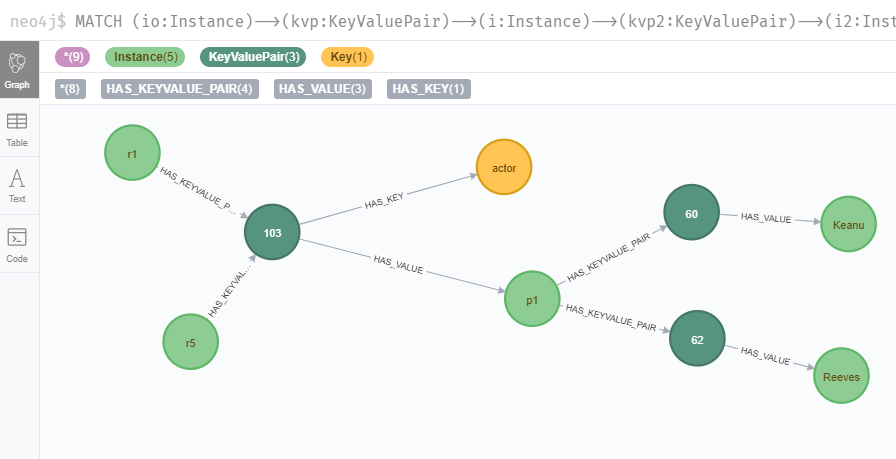 neo4j$ MATCH (io:Instance)⟶(kvp:KeyValuePair)⟶(i:Instance)⟶(kvp2:KeyValuePair)⟶(i2:Inst
*(9) Instance(5) KeyValuePair(3) Key(1)
*(8) HAS_KEYVALUE_PAIR(4) HAS_VALUE(3) HAS_KEY(1)
Graph
Table
Text
Code
r1
HAS_KEYVALUE_P…
103
HAS_KEY
actor
HAS_KEYVAL…
r5
HAS_VALUE
p1
HAS_KEYVALUE_PAIR
60
HAS_VALUE
Keanu
HAS_KEYVALUE_PAIR
62
HAS_VALUE
Reeves